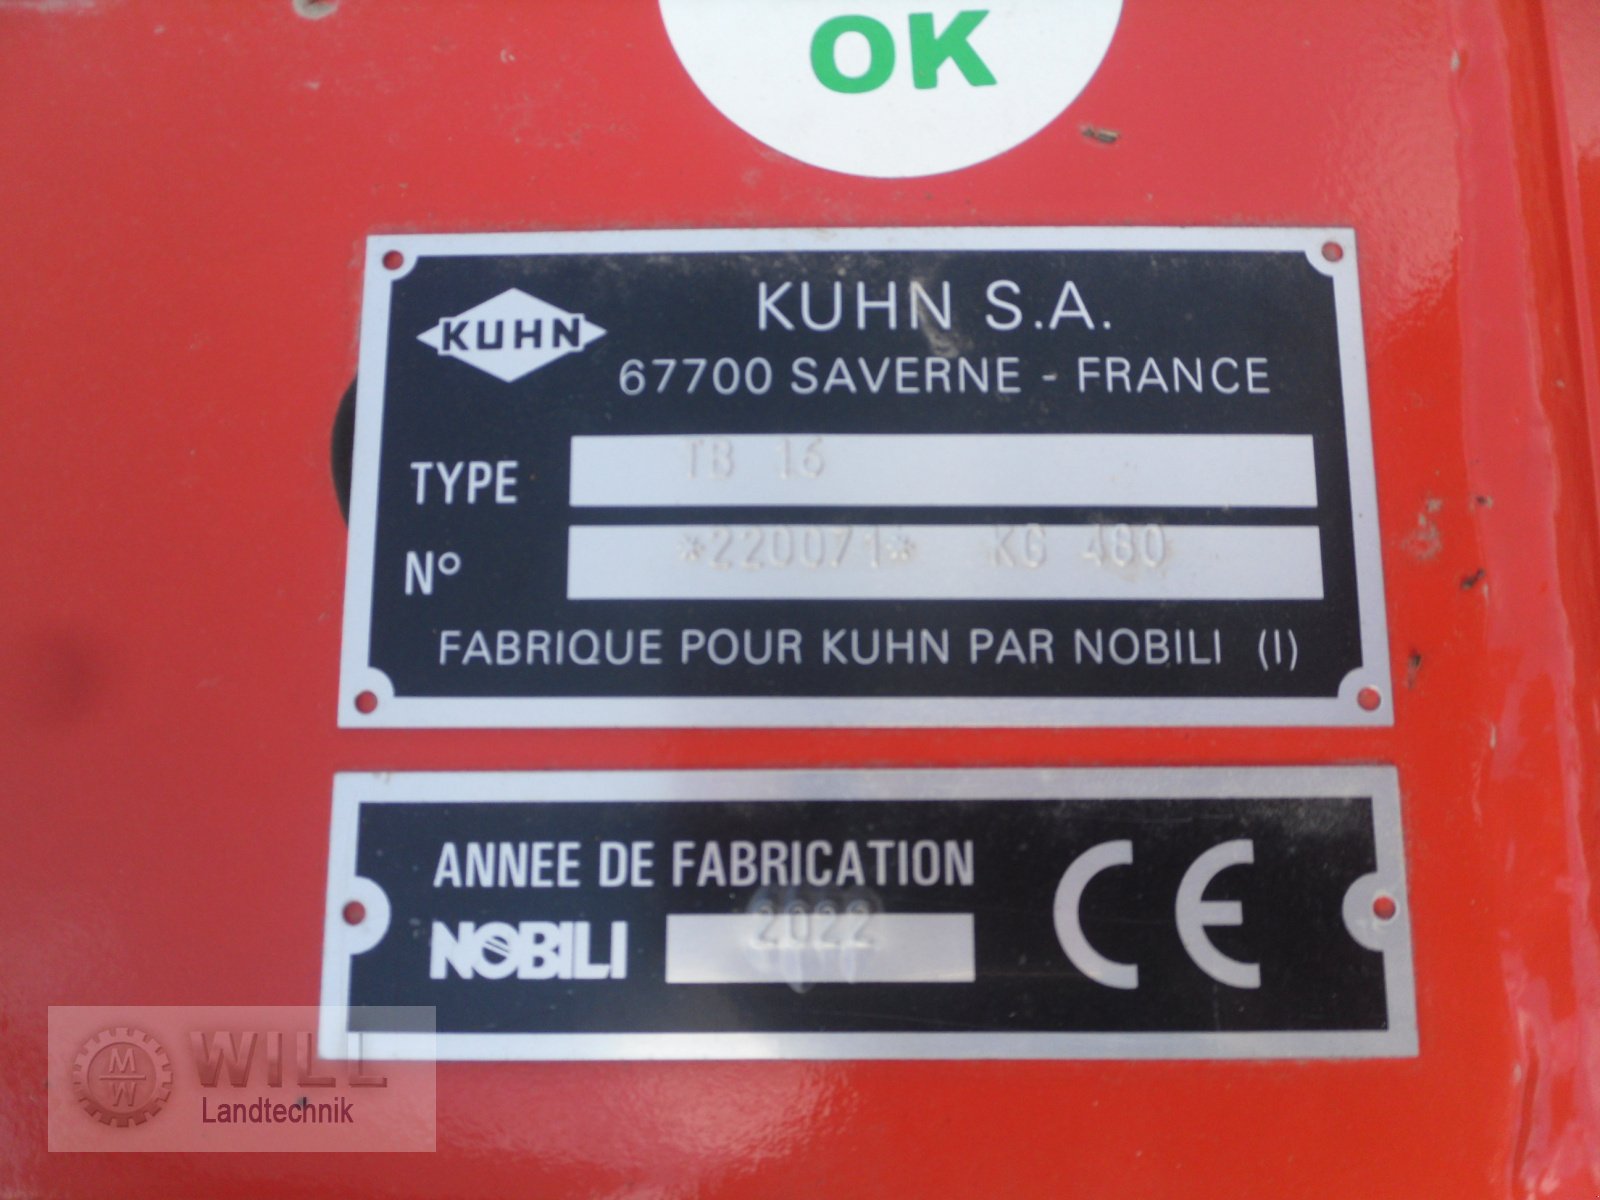 OK
KUHN
KUHN S.A.
67700 SAVERNE - FRANCE
TYPE TB 16
N° *220071* KG 480
FABRIQUE POUR KUHN PAR NOBILI (I)
ANNEE DE FABRICATION
NOBILI 2022 CE
MW WILL
Landtechnik